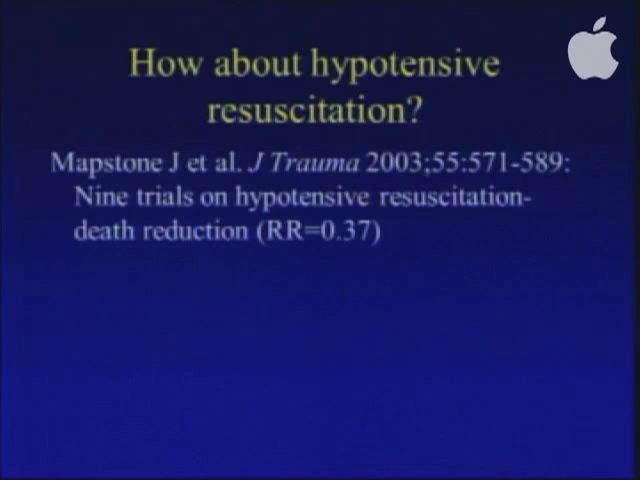 How about hypotensive
resuscitation?
Mapstone J et al. J Trauma 2003;55:571-589:
Nine trials on hypotensive resuscitation-
death reduction (RR=0.37)